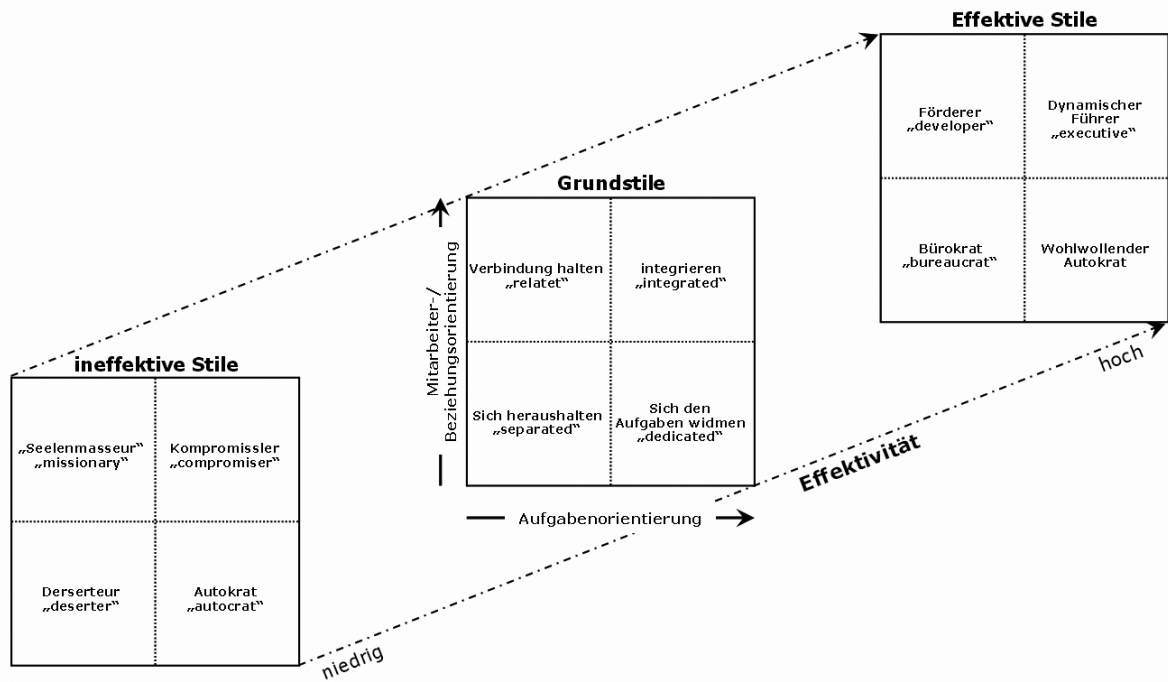 Effektive Stile
Förderer
„developer“
Dynamischer
Führer
„executive“
Bürokrat
„bureaucrat“
Wohlwollender
Autokrat
Grundstile
Verbindung halten
„relatet“
integrieren
„integrated“
Sich heraushalten
„separated“
Sich den
Aufgaben widmen
„dedicated“
Mitarbeiter-/
Beziehungsorientierung
Aufgabenorientierung
ineffektive Stile
„Seelenmasseur“
„missionary“
Kompromissler
„compromiser“
Derserteur
„deserter“
Autokrat
„autocrat“
niedrig
Effektivität
hoch